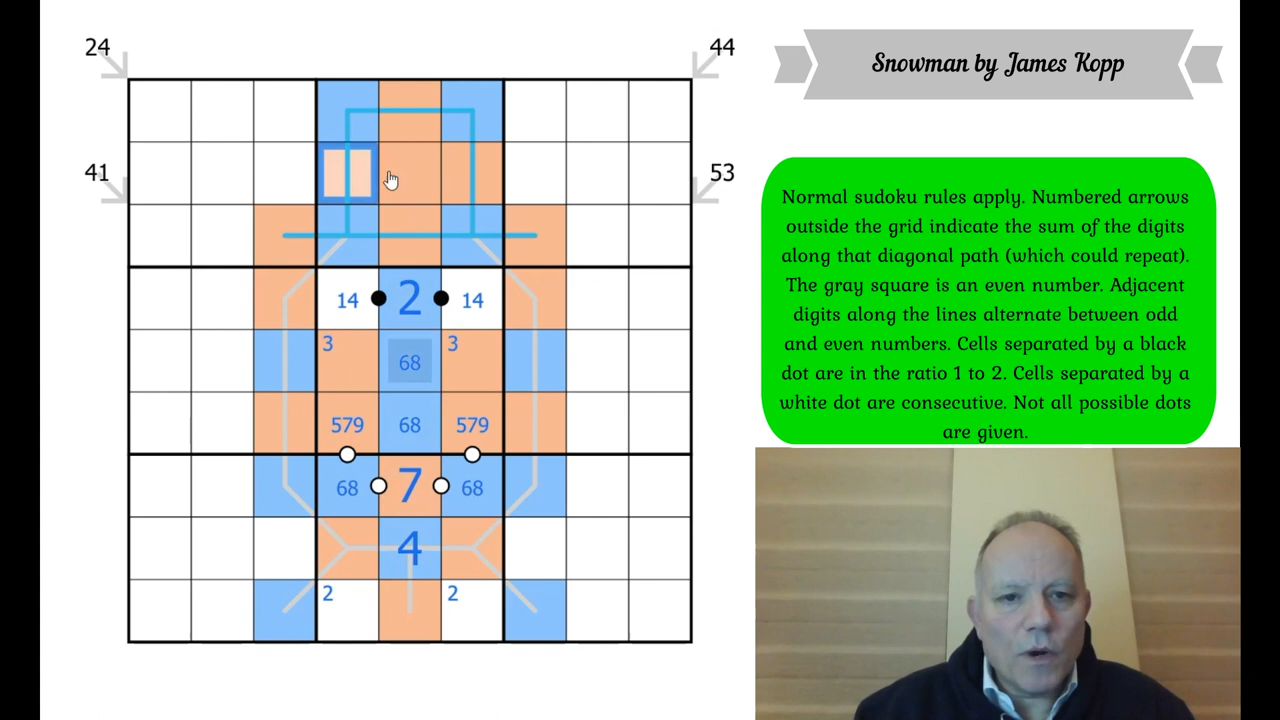 24
44
Snowman by James Kopp
41
53
Normal sudoku rules apply. Numbered arrows
outside the grid indicate the sum of the digits
along that diagonal path (which could repeat).
The gray square is an even number. Adjacent
digits along the lines alternate between odd
and even numbers. Cells separated by a black
dot are in the ratio 1 to 2. Cells separated by a
white dot are consecutive. Not all possible dots
are given.
14 2 14
3 68 3
579 68 579
68 7 68
4
2 2